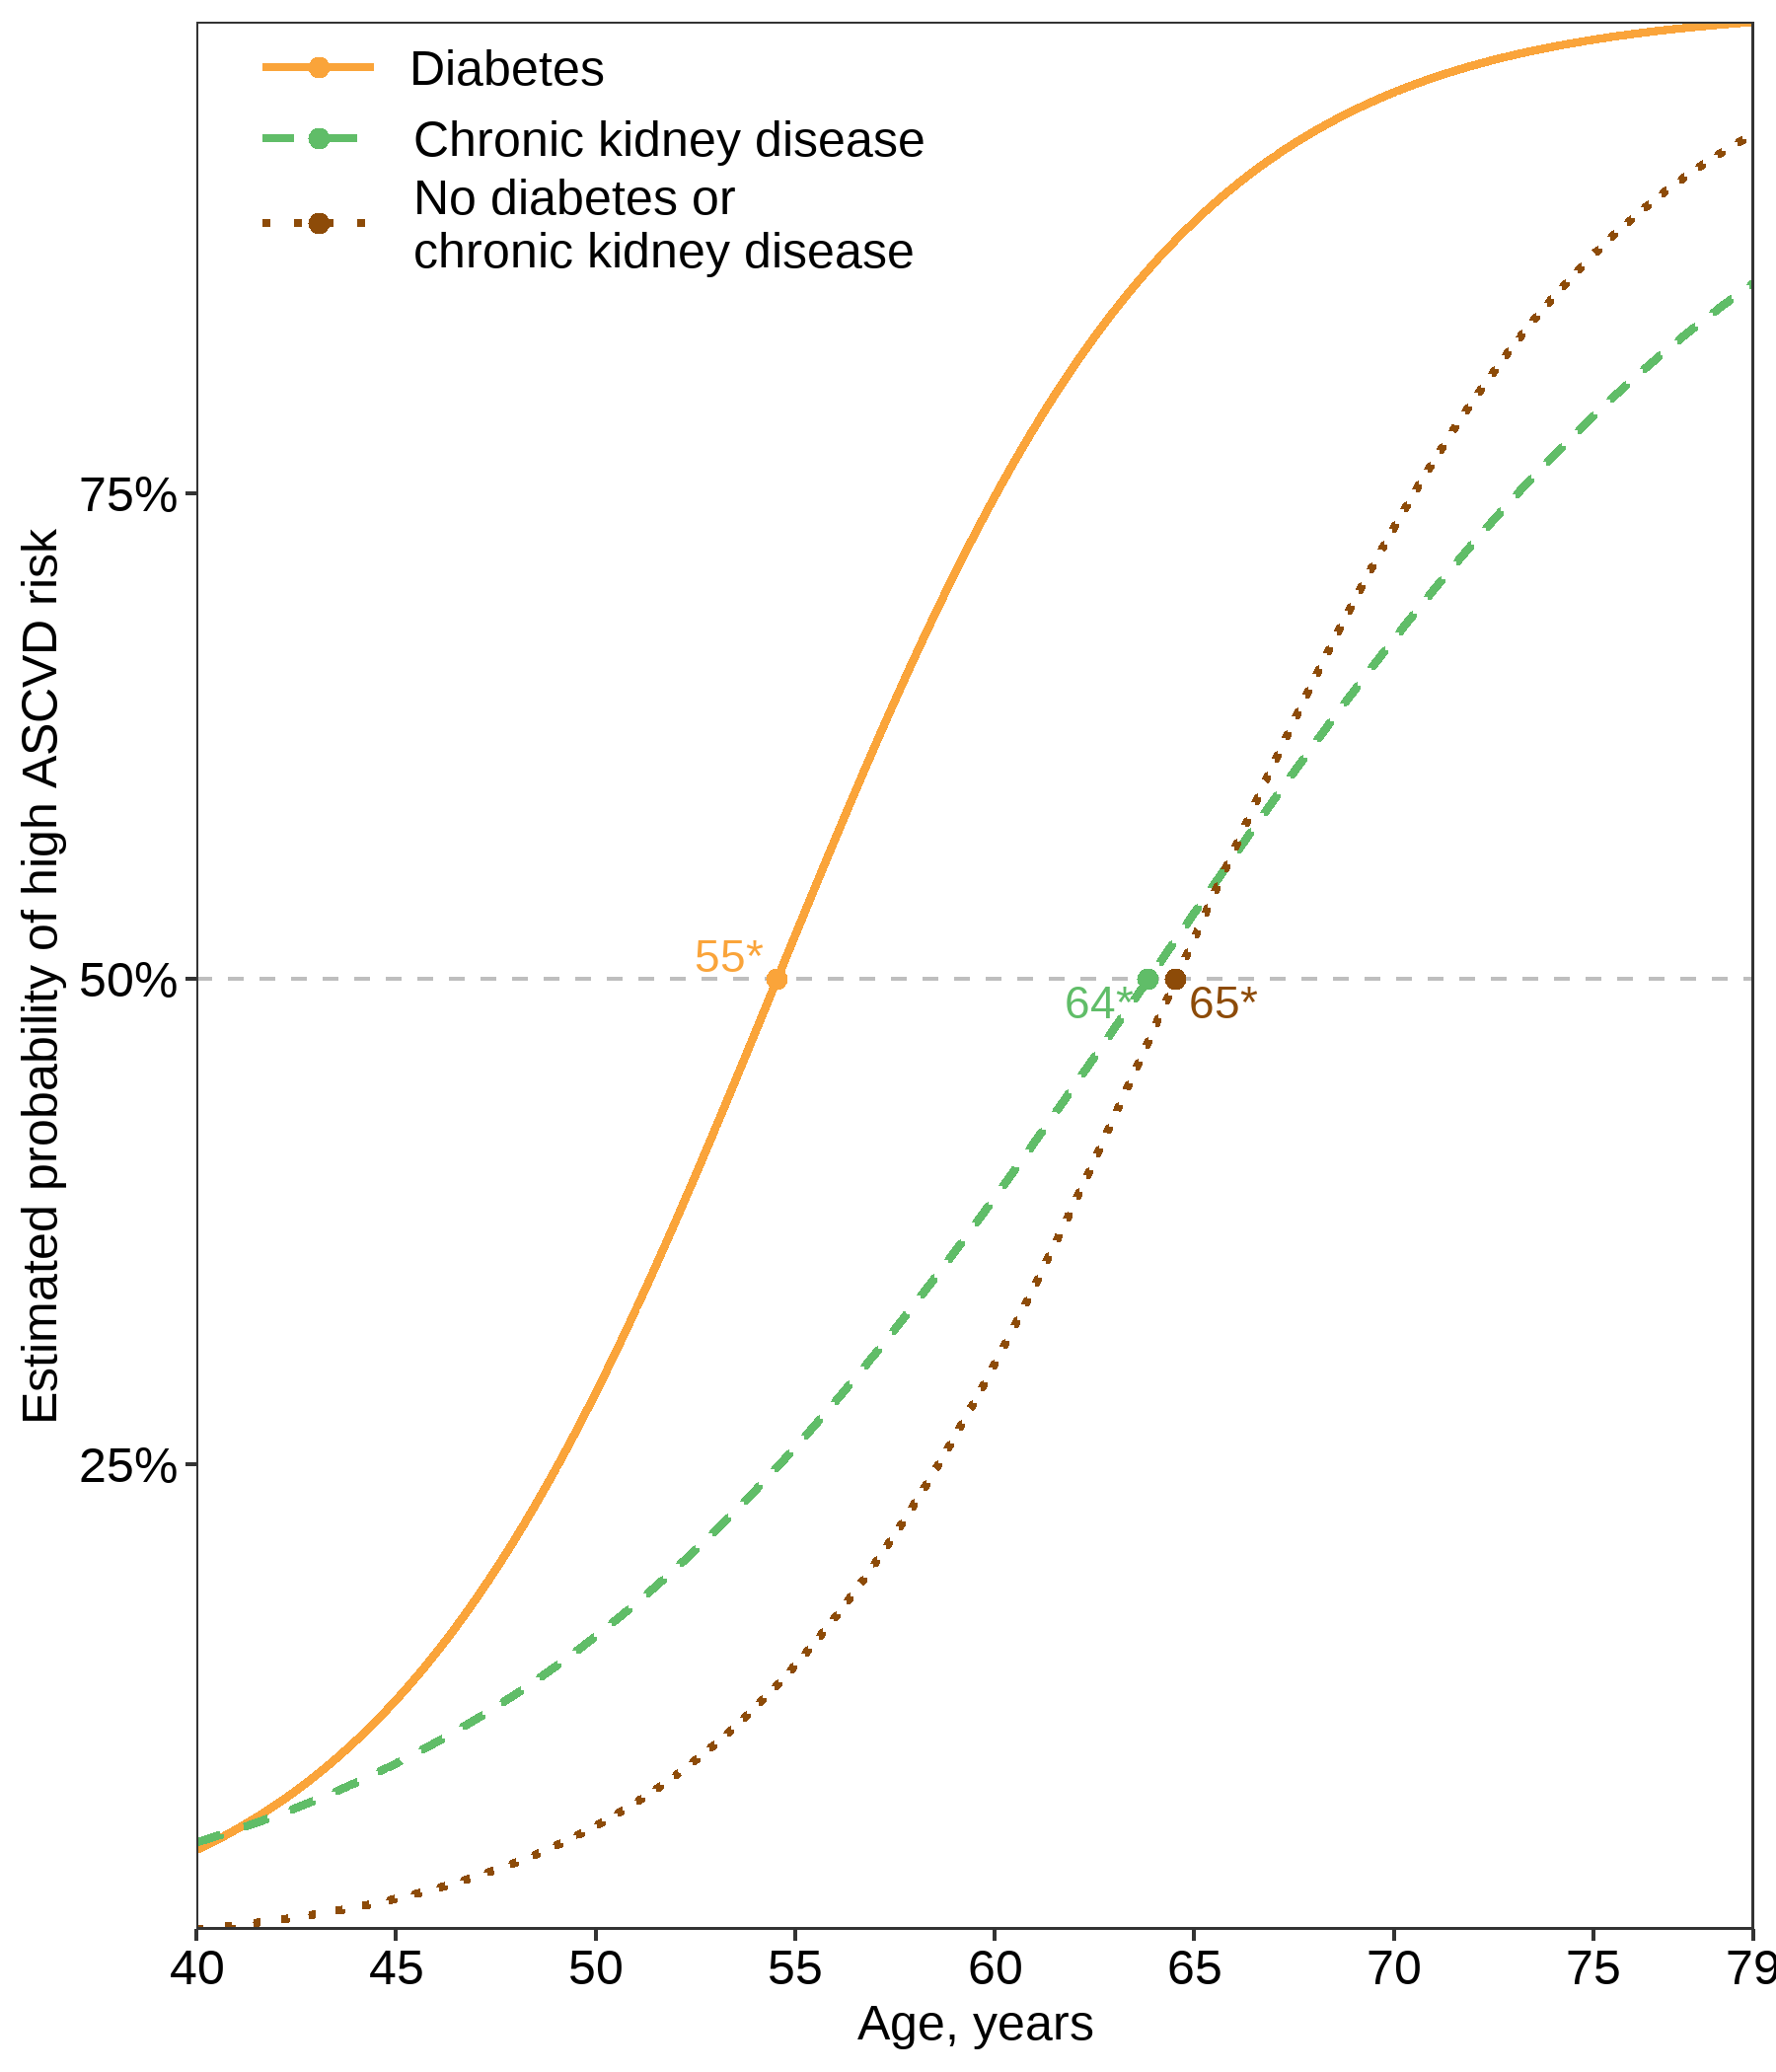 Diabetes
Chronic kidney disease
No diabetes or
chronic kidney disease
Estimated probability of high ASCVD risk
75%
50%
25%
55*
64*
65*
40 45 50 55 60 65 70 75 79
Age, years